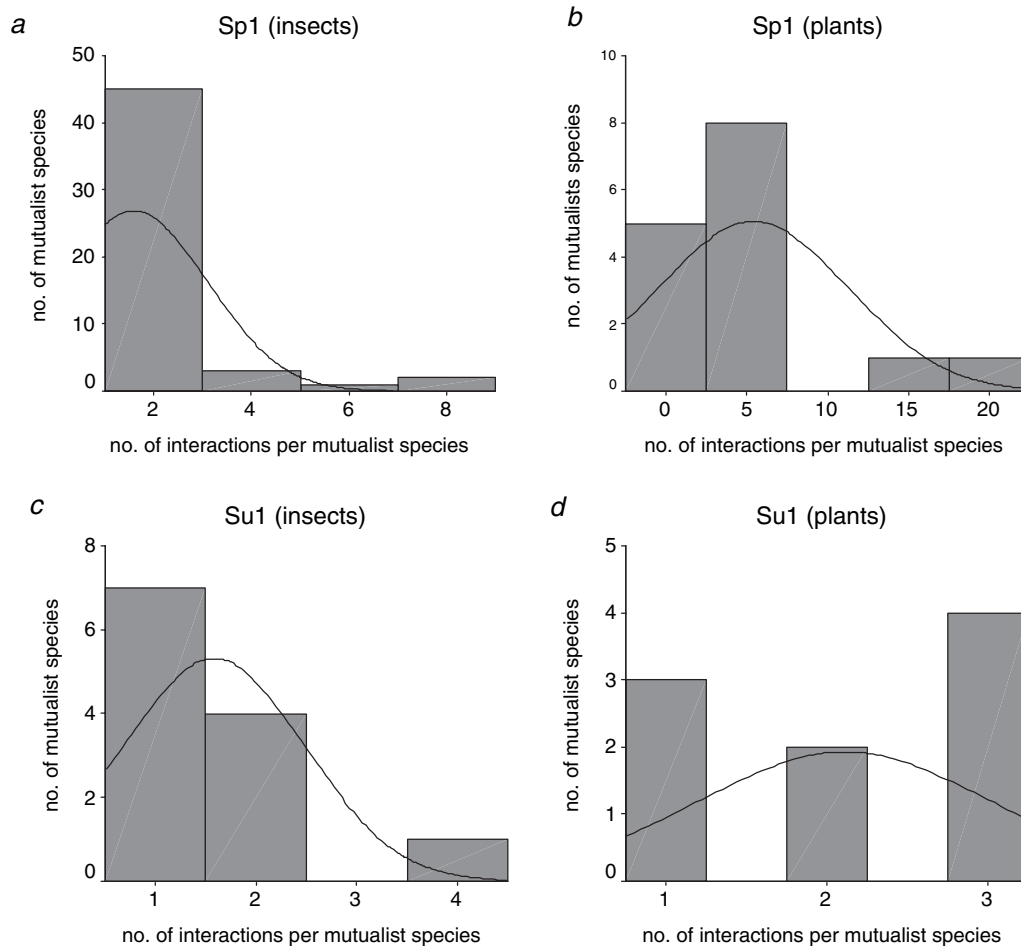 a
Sp1 (insects)
50
40
30
20
10
0
no. of mutualist species
2 4 6 8
no. of interactions per mutualist species
b
Sp1 (plants)
10
8
6
4
2
0
no. of mutualists species
0 5 10 15 20
no. of interactions per mutualist species
c
Su1 (insects)
8
6
4
2
0
no. of mutualist species
1 2 3 4
no. of interactions per mutualist species
d
Su1 (plants)
5
4
3
2
1
0
no. of mutualist species
1 2 3
no. of interactions per mutualist species